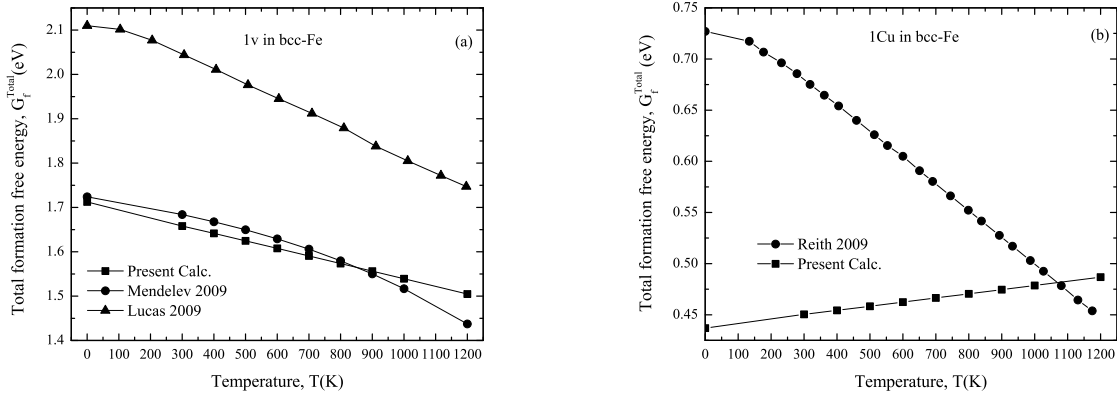 2.1
2.0
1.9
1.8
1.7
1.6
1.5
1.4
Total formation free energy, G_f^Total (eV)
1v in bcc-Fe
(a)
Present Calc.
Mendelev 2009
Lucas 2009
0 100 200 300 400 500 600 700 800 900 1000 1100 1200
Temperature, T(K)
0.75
0.70
0.65
0.60
0.55
0.50
0.45
Total formation free energy, G_f^Total (eV)
1Cu in bcc-Fe
(b)
Reith 2009
Present Calc.
0 100 200 300 400 500 600 700 800 900 1000 1100 1200
Temperature, T(K)